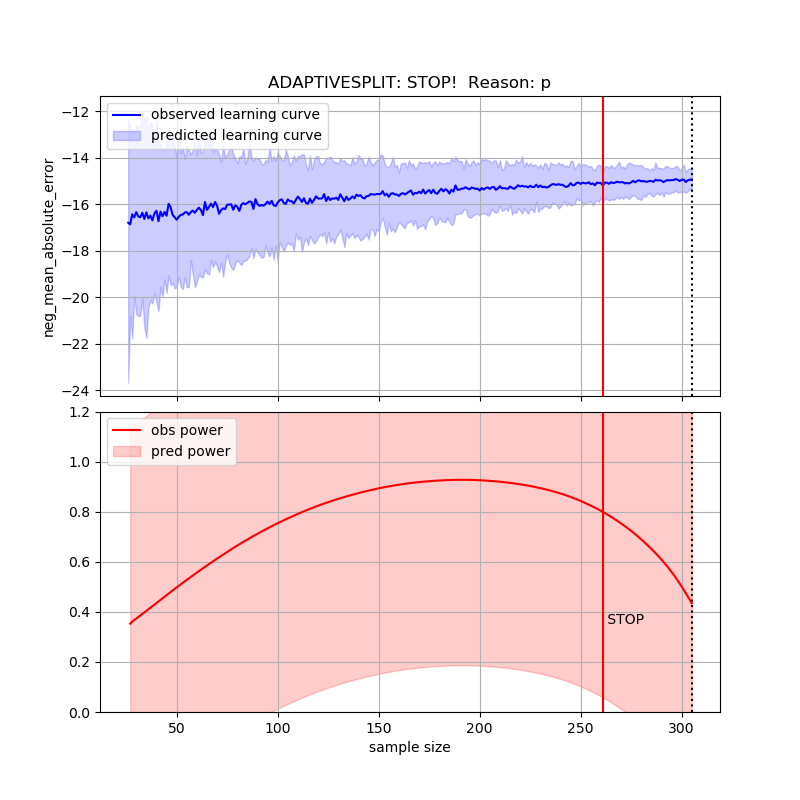 ADAPTIVESPLIT: STOP!  Reason: p
observed learning curve
predicted learning curve
neg_mean_absolute_error
−12
−14
−16
−18
−20
−22
−24
obs power
pred power
1.2
1.0
0.8
0.6
0.4
0.2
0.0
STOP
50
100
150
200
250
300
sample size